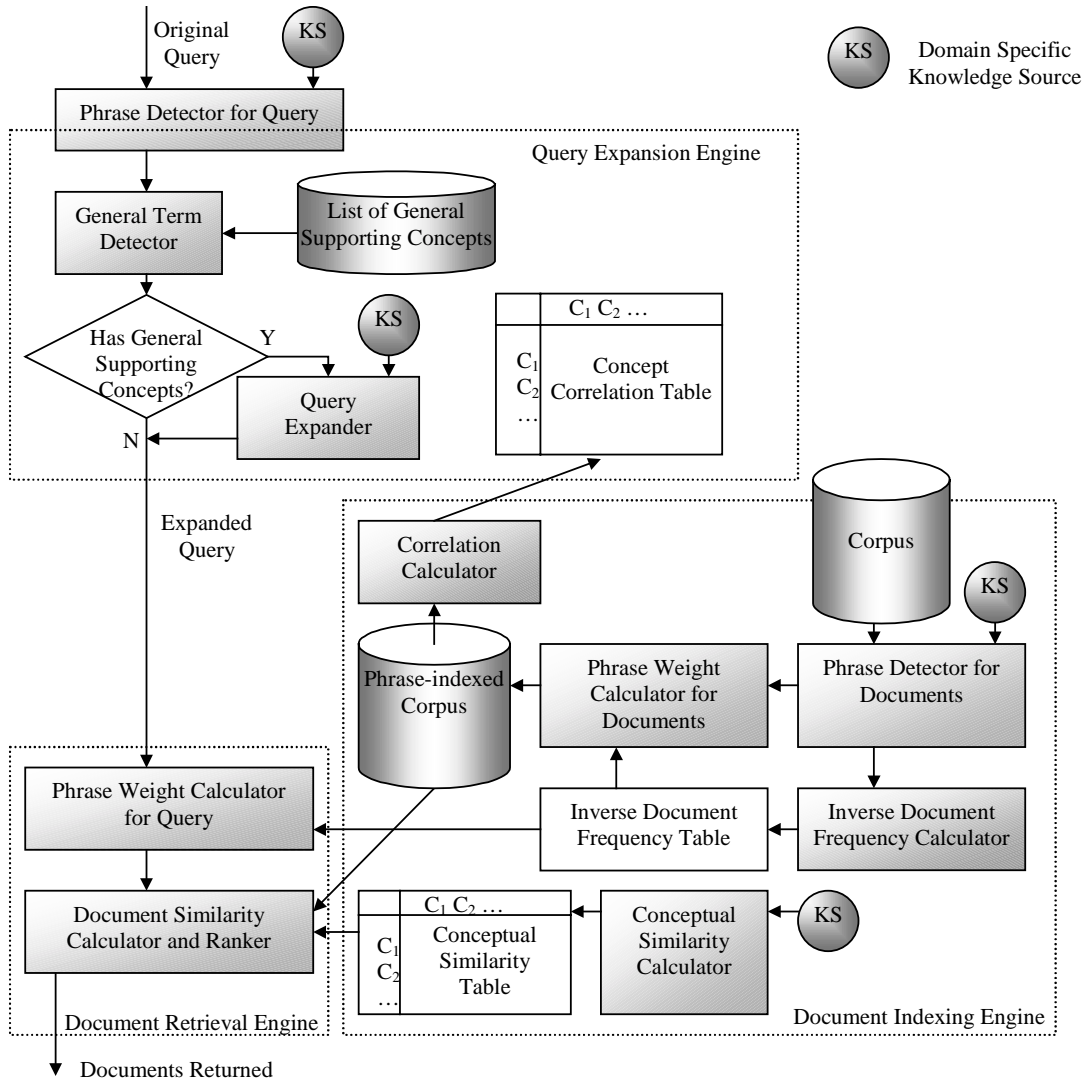 Original
Query
KS
KS
Domain Specific
Knowledge Source
Phrase Detector for Query
Query Expansion Engine
General Term
Detector
List of General
Supporting Concepts
Has General
Supporting
Concepts?
Y
KS
Query
Expander
N
C₁ C₂ …
C₁
C₂
…
Concept
Correlation Table
Expanded
Query
Correlation
Calculator
Corpus
KS
Phrase-indexed
Corpus
Phrase Weight
Calculator for
Documents
Phrase Detector for
Documents
Phrase Weight Calculator
for Query
Inverse Document
Frequency Table
Inverse Document
Frequency Calculator
Document Similarity
Calculator and Ranker
C₁ C₂ …
C₁
C₂
…
Conceptual
Similarity
Table
Conceptual
Similarity
Calculator
KS
Document Retrieval Engine
Document Indexing Engine
Documents Returned